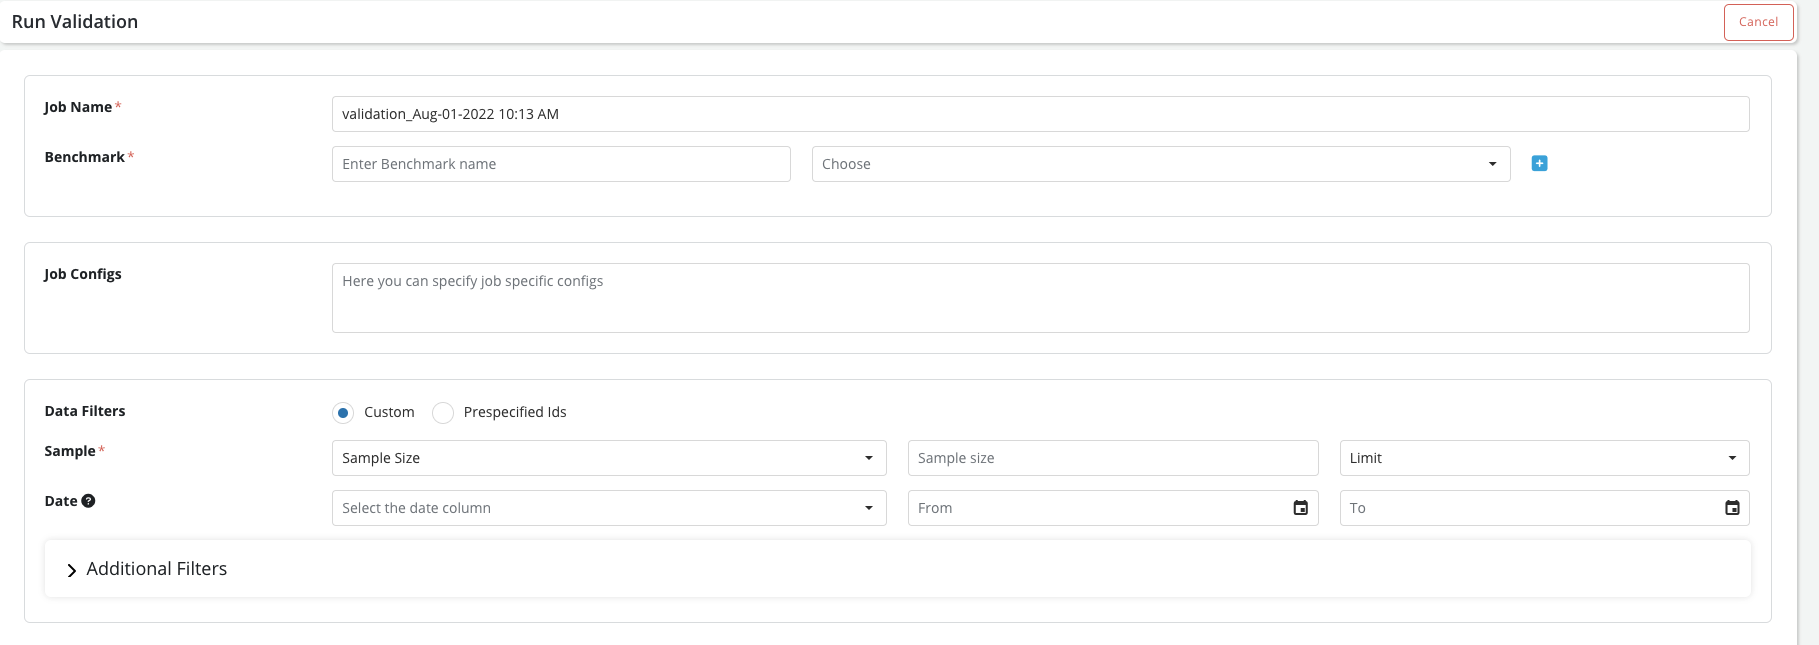 Run Validation
Cancel
Job Name *
validation_Aug-01-2022 10:13 AM
Benchmark *
Enter Benchmark name
Choose
Job Configs
Here you can specify job specific configs
Data Filters
Custom
Prespecified Ids
Sample *
Sample Size
Sample size
Limit
Date ?
Select the date column
From
To
Additional Filters